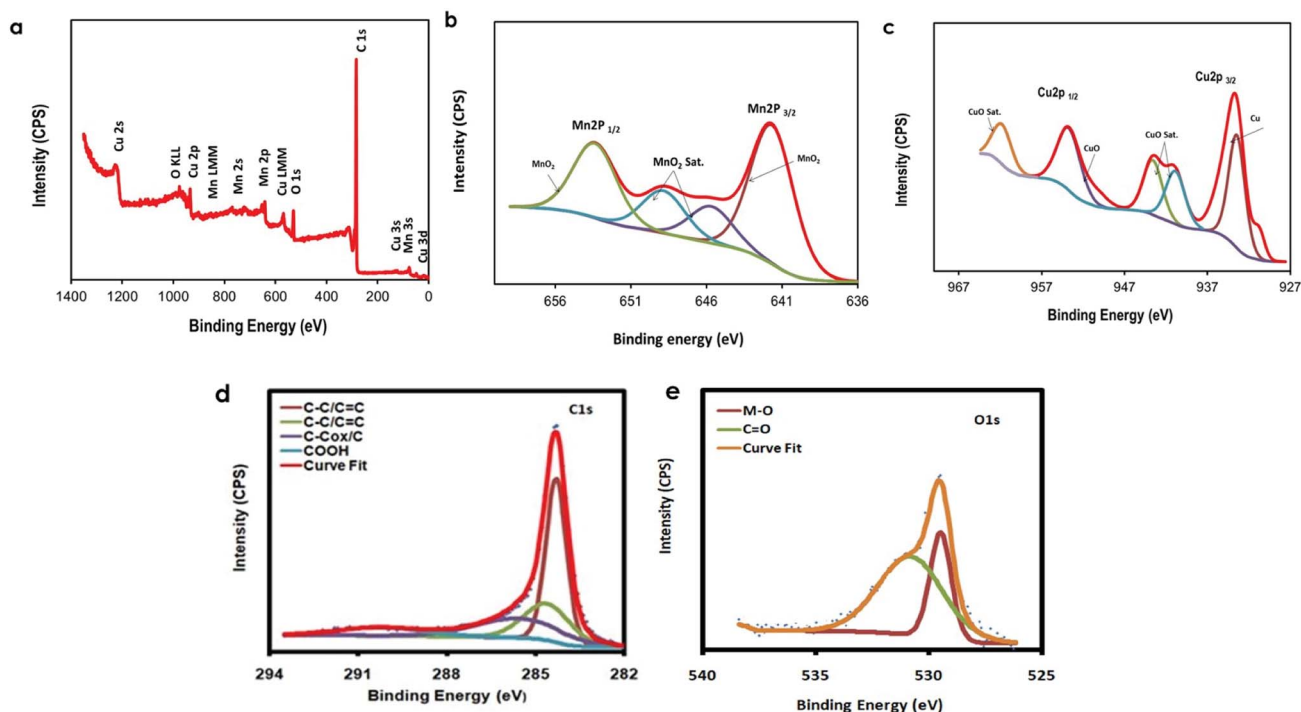 a
Intensity (CPS)
Cu 2s
O KLL
Cu 2p
Mn LMM
Mn 2s
Mn 2p
Cu LMM
O 1s
C 1s
Cu 3s
Mn 3s
Cu 3d
1400 1200 1000 800 600 400 200 0
Binding Energy (eV)
b
Intensity (CPS)
Mn2P 1/2
Mn2P 3/2
MnO2
MnO2 Sat.
MnO2
656 651 646 641 636
Binding energy (eV)
c
Intensity (CPS)
Cu2p 1/2
Cu2p 3/2
CuO Sat.
CuO
CuO Sat.
Cu
967 957 947 937 927
Binding Energy (eV)
d
Intensity (CPS)
C-C/C=C
C-C/C=C
C-Cox/C
COOH
Curve Fit
C1s
294 291 288 285 282
Binding Energy (eV)
e
Intensity (CPS)
M-O
C=O
Curve Fit
O1s
540 535 530 529 525
Binding Energy (eV)